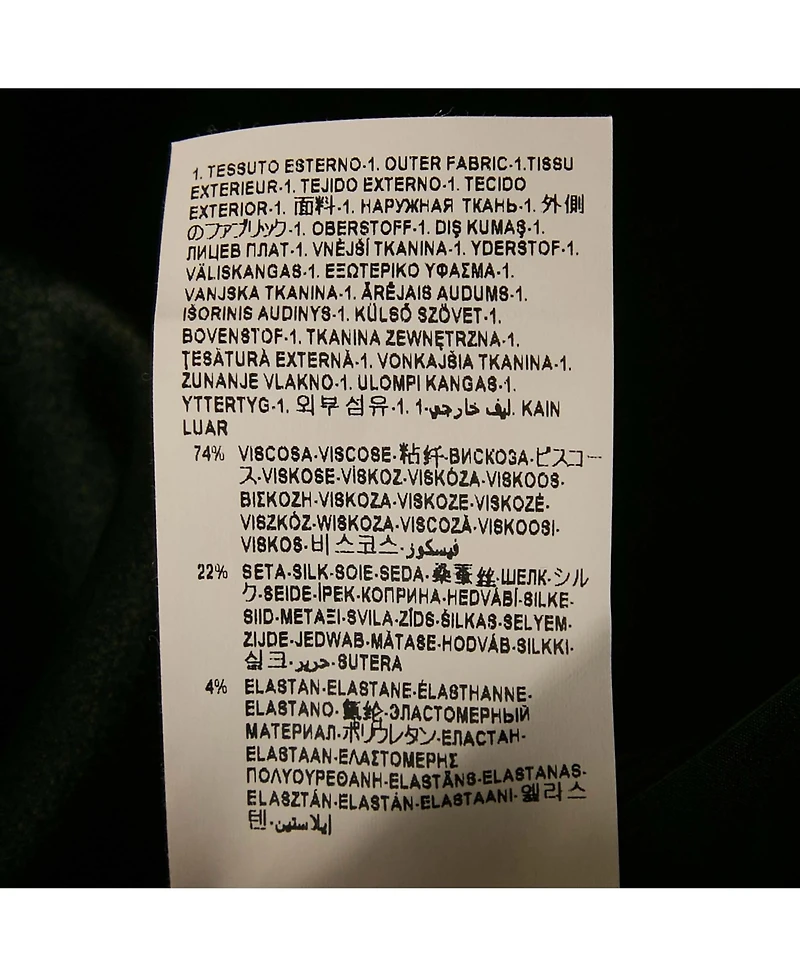 1. TESSUTO ESTERNO-1. OUTER FABRIC-1.TISSU
EXTERIEUR-1. TEJIDO EXTERNO-1. TECIDO
EXTERIOR-1. 面料-1. НАРУЖНАЯ ТКАНЬ-1. 外側
のファブリック-1. OBERSTOFF-1. DIŞ KUMAŞ-1.
ЛИЦЕВ ПЛАТ-1. VNĚJŠÍ TKANINA-1. YDERSTOF-1.
VÄLISKANGAS-1. ΕΞΩΤΕΡΙΚΟ ΥΦΑΣΜΑ-1.
VANJSKA TKANINA-1. ĀRĒJAIS AUDUMS-1.
IŠORINIS AUDINYS-1. KÜLSŐ SZÖVET-1.
BOVENSTOF-1. TKANINA ZEWNĘTRZNA-1.
ŢESĂTURĂ EXTERNĂ-1. VONKAJŠIA TKANINA-1.
ZUNANJE VLAKNO-1. ULOMPI KANGAS-1.
YTTERTYG-1. 외부 섬유-1. ليف خارجي-1. KAIN
LUAR
74% VISCOSA-VISCOSE-粘纤-ВИСКОЗА-ビスコー
ス-VISKOSE-VİSKOZ-VISKÓZA-VISKOOS-
ΒΙΣΚΟΖΗ-VISKOZA-VISKOZE-VISKOZĖ-
VISZKÓZ-WISKOZA-VISCOZĂ-VISKOOSI-
VISKOS-비스코스-فيسكوز
22% SETA-SILK-SOIE-SEDA-桑蚕丝-ШЕЛК-シル
ク-SEIDE-İPEK-КОПРИНА-HEDVÁBÍ-SILKE-
SIID-ΜΕΤΑΞΙ-SVILA-ZĪDS-ŠILKAS-SELYEM-
ZIJDE-JEDWAB-MĂTASE-HODVÁB-SILKKI-
실크-حرير-SUTERA
4% ELASTAN-ELASTANE-ÉLASTHANNE-
ELASTANO-氨纶-ЭЛАСТОМЕРНЫЙ
МАТЕРИАЛ-ポリウレタン-ЕЛАСТАН-
ELASTAAN-ΕΛΑΣΤΟΜΕΡΗΣ
ΠΟΛΥΟΥΡΕΘΑΝΗ-ELASTĀNS-ELASTANAS-
ELASZTÁN-ELASTÁN-ELASTAANI-엘라스
텐-إيلاستين